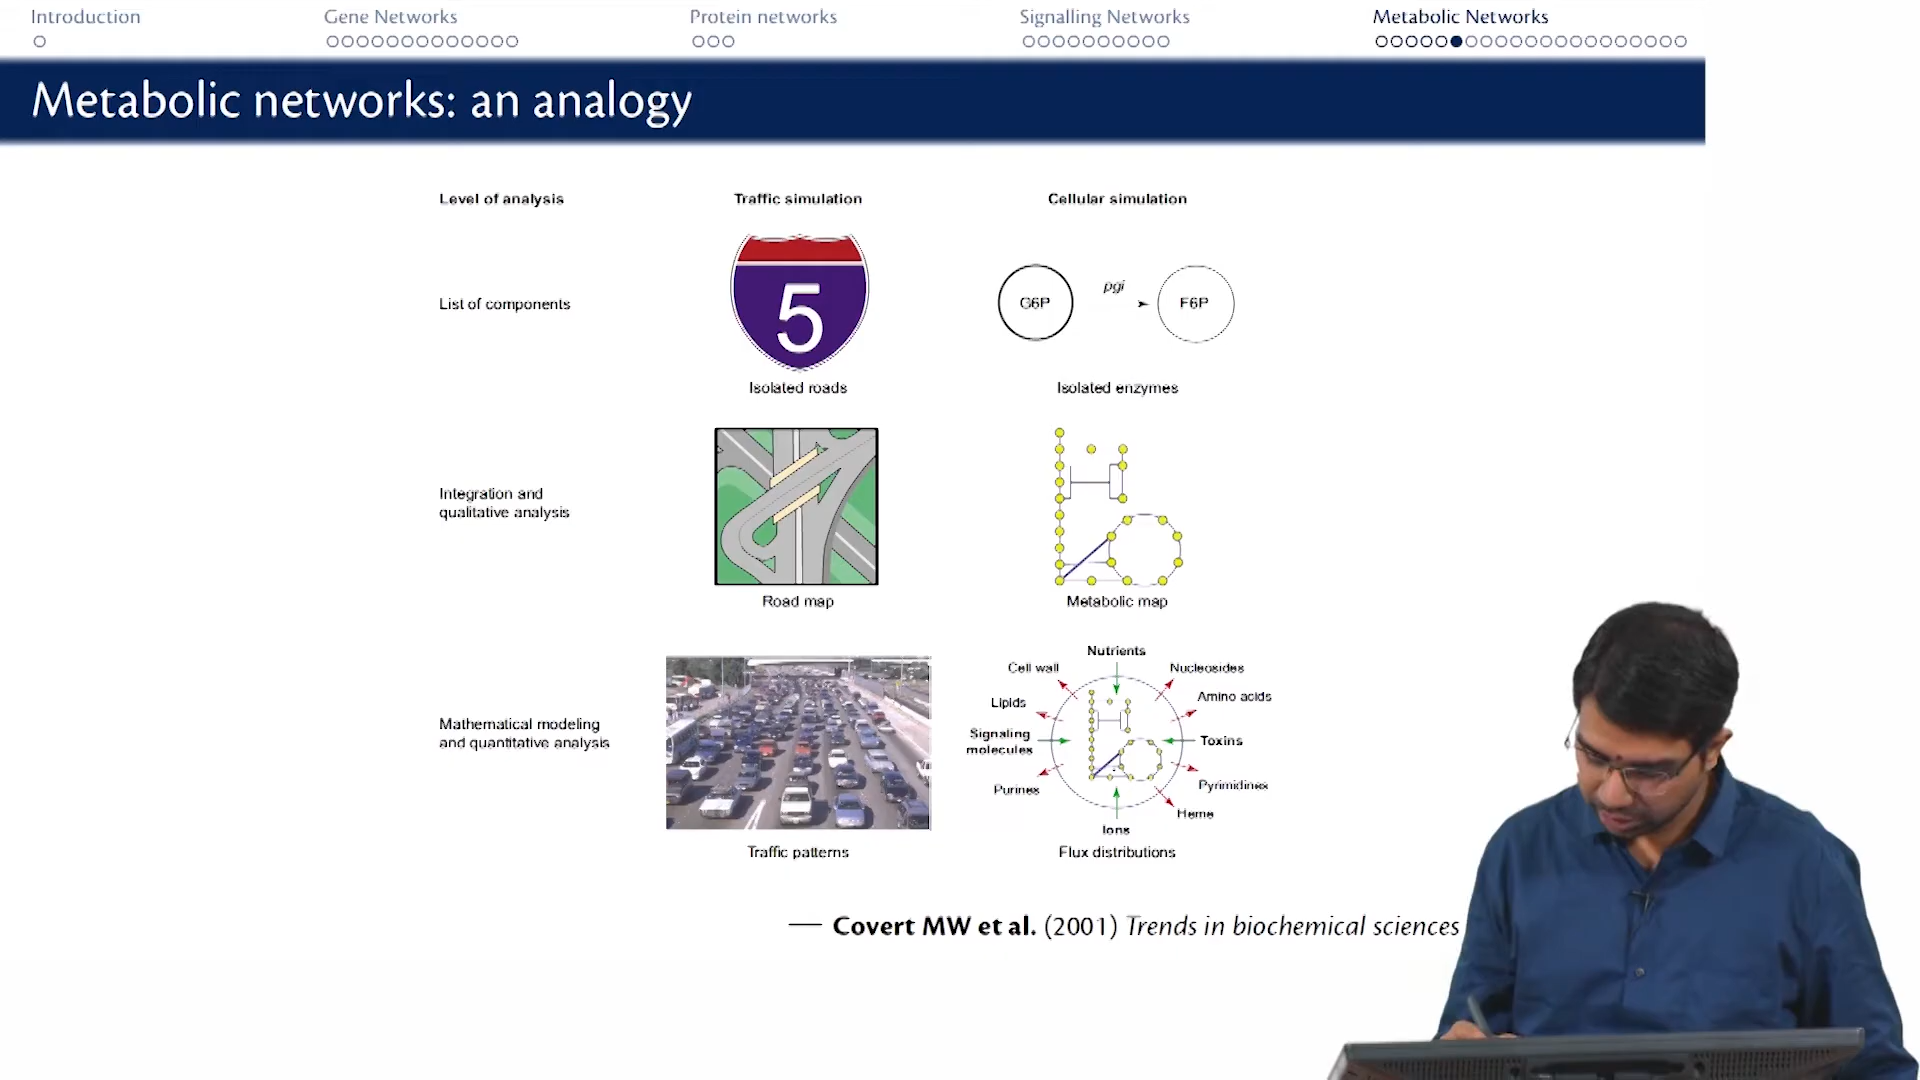 Introduction
Gene Networks
Protein networks
Signalling Networks
Metabolic Networks
Metabolic networks: an analogy
Level of analysis
Traffic simulation
Cellular simulation
List of components
5
G6P
pgi
F6P
Isolated roads
Isolated enzymes
Integration and
qualitative analysis
Road map
Metabolic map
Mathematical modeling
and quantitative analysis
Nutrients
Cell wall
Nucleosides
Lipids
Amino acids
Signaling
molecules
Toxins
Purines
Pyrimidines
Heme
Ions
Traffic patterns
Flux distributions
— Covert MW et al. (2001) Trends in biochemical sciences